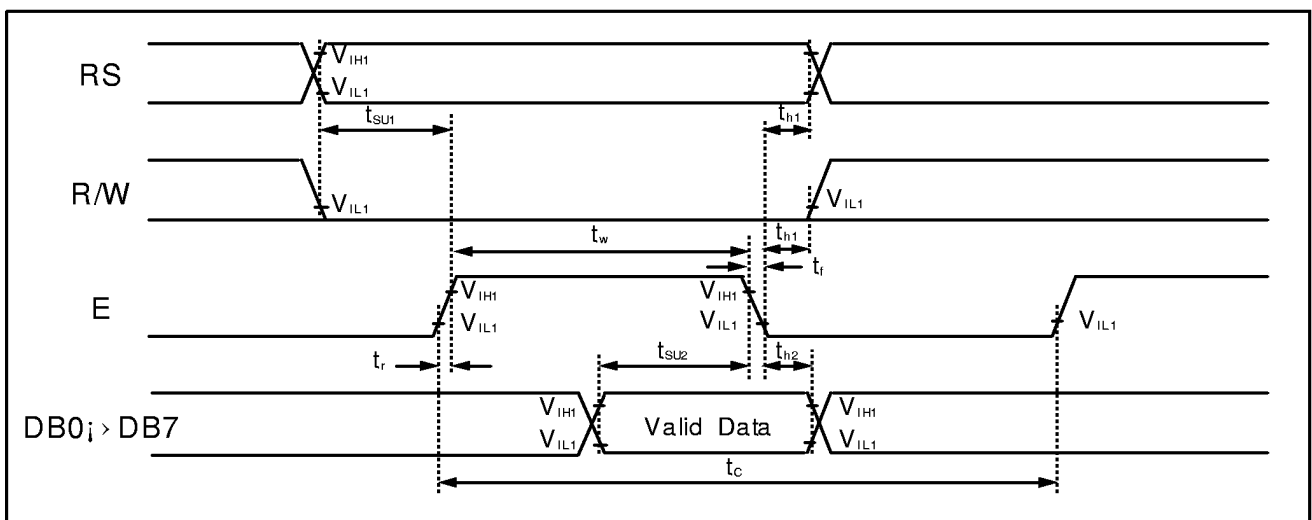 RS
VIH1
VIL1
tSU1
th1
R/W
VIL1
VIL1
tw
th1
tf
E
VIH1
VIL1
VIH1
VIL1
VIL1
tr
tSU2
th2
DB0¡›DB7
VIH1
VIL1
Valid Data
VIH1
VIL1
tC